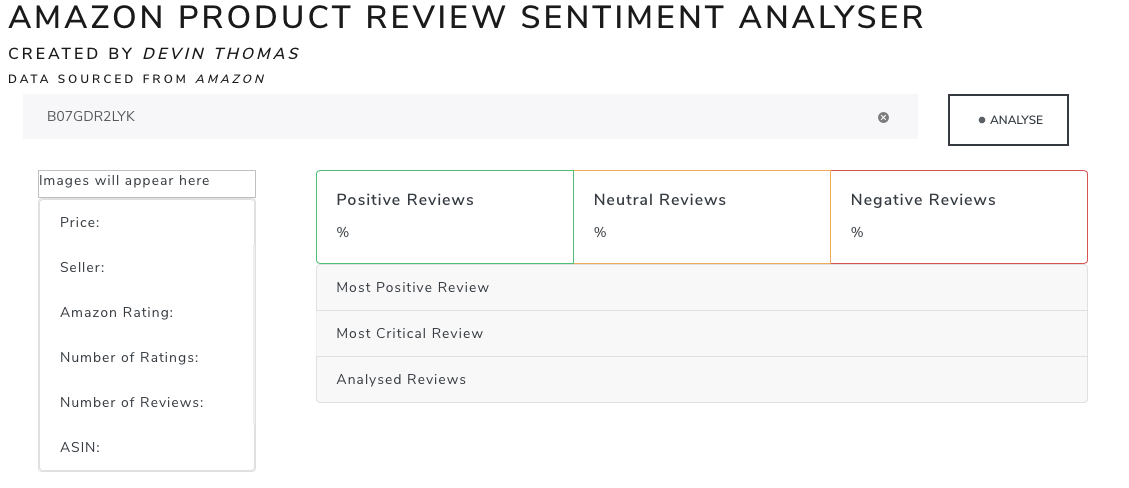 AMAZON PRODUCT REVIEW SENTIMENT ANALYSER
CREATED BY DEVIN THOMAS
DATA SOURCED FROM AMAZON
B07GDR2LYK
ANALYSE
Images will appear here
Price:
Seller:
Amazon Rating:
Number of Ratings:
Number of Reviews:
ASIN:
Positive Reviews
%
Neutral Reviews
%
Negative Reviews
%
Most Positive Review
Most Critical Review
Analysed Reviews